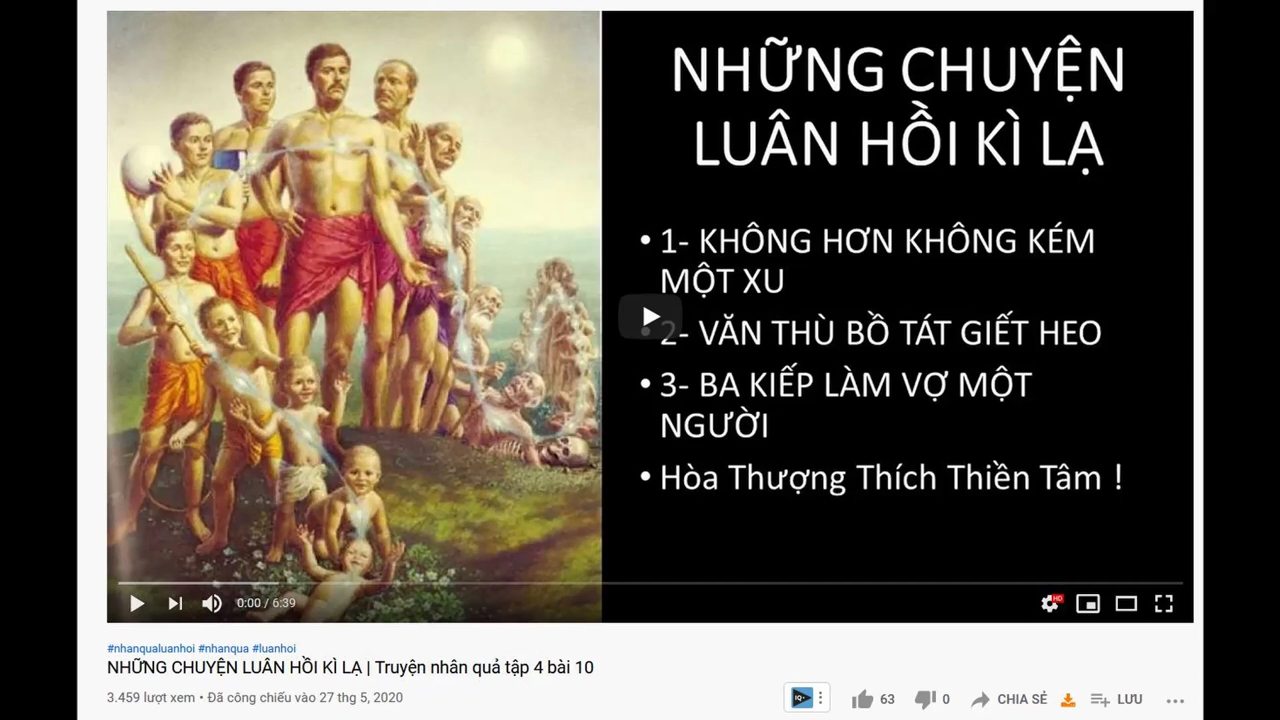 NHỮNG CHUYỆN
LUÂN HỒI KÌ LẠ
• 1- KHÔNG HƠN KHÔNG KÉM
MỘT XU
• 2- VĂN THÙ BỒ TÁT GIẾT HEO
• 3- BA KIẾP LÀM VỢ MỘT
NGƯỜI
• Hòa Thượng Thích Thiền Tâm !
0:00 / 6:39
HD
#nhanqualuanhoi #nhanqua #luanhoi
NHỮNG CHUYỆN LUÂN HỒI KÌ LẠ | Truyện nhân quả tập 4 bài 10
3.459 lượt xem • Đã công chiếu vào 27 thg 5, 2020
IQ+
63
0
CHIA SẺ
LƯU